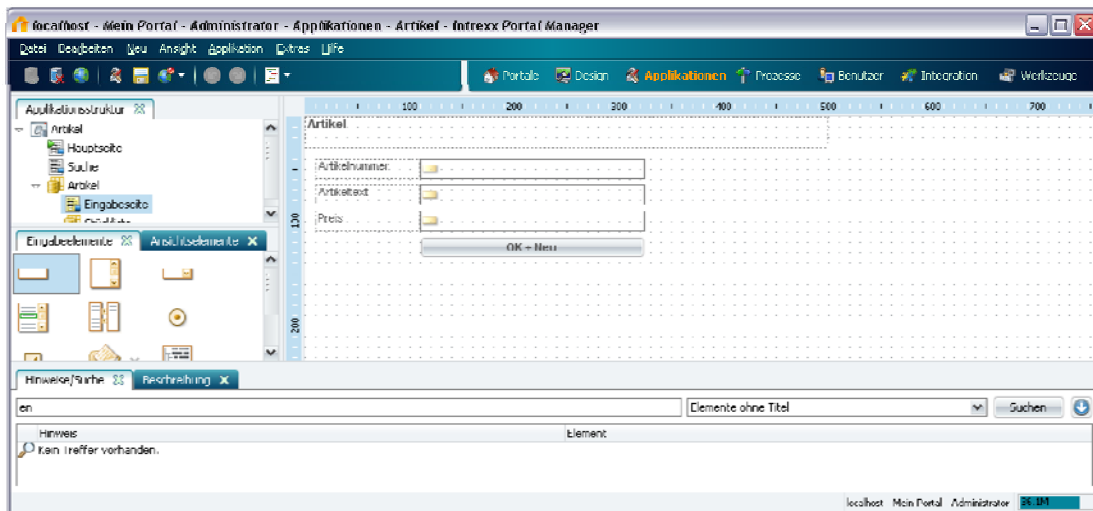 localhost - Mein Portal - Administrator - Applikationen - Artikel - Intrexx Portal Manager
Datei Bearbeiten Neu Ansicht Applikation Extras Hilfe
Portale Design Applikationen Prozesse Benutzer Integration Werkzeuge
Applikationsstruktur
Artikel
Hauptseite
Suche
Artikel
Eingabeseite
Eingabeelemente Ansichtselemente
100 200 300 400 500 600 700
Artikel
Artikelnummer
Artikeltext
Preis
OK + Neu
100
200
Hinweise/Suche Beschreibung
en Elemente ohne Titel Suchen
Hinweis Element
Kein Treffer vorhanden.
localhost Mein Portal Administrator